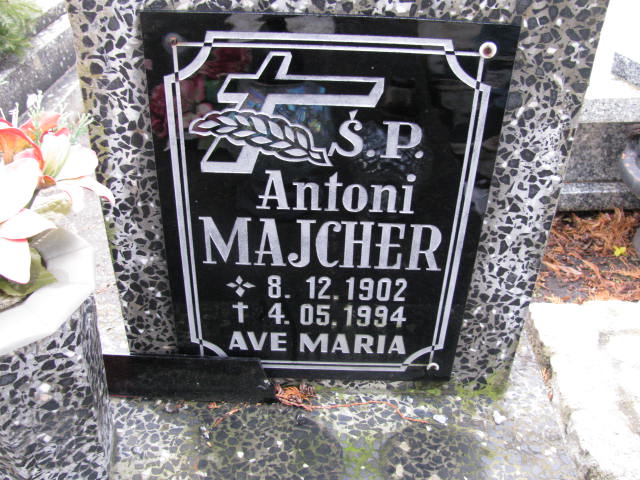 Ś.P.
Antoni
MAJCHER
8. 12. 1902
✝ 4. 05. 1994
AVE MARIA